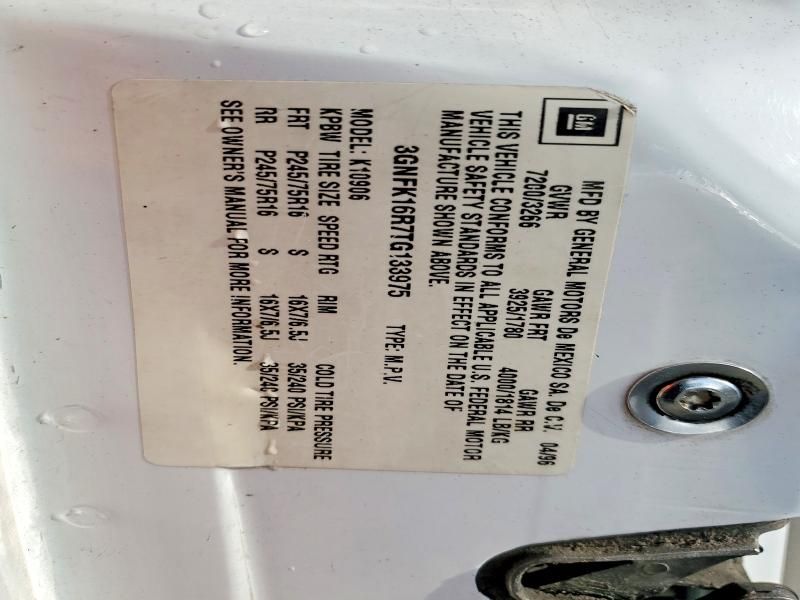 GM
MFD BY GENERAL MOTORS De MEXICO SA. De C.V. 04/96
GVWR GAWR FRT GAWR RR
7200/3266 3925/1780 4000/1814 LB/KG
THIS VEHICLE CONFORMS TO ALL APPLICABLE U.S. FEDERAL MOTOR
VEHICLE SAFETY STANDARDS IN EFFECT ON THE DATE OF
MANUFACTURE SHOWN ABOVE.
3GNFK16R7TG133975 TYPE: M.P.V.
MODEL: K10906
KPBW TIRE SIZE SPEED RTG RIM COLD TIRE PRESSURE
FRT P245/75R16 S 16X7/6.5J 35/240 PSI/KPA
RR P245/75R16 S 16X7/6.5J 35/240 PSI/KPA
SEE OWNER'S MANUAL FOR MORE INFORMATION.